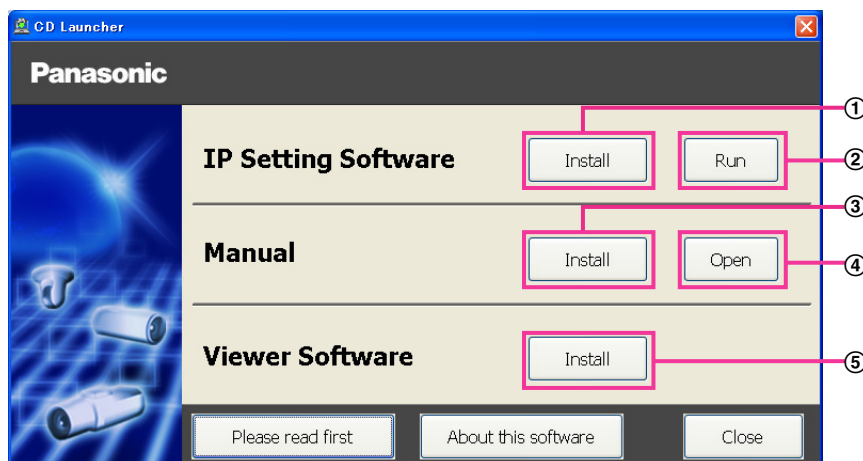 CD Launcher
Panasonic
①
IP Setting Software Install Run ②
③
Manual Install Open ④
Viewer Software Install ⑤
Please read first About this software Close